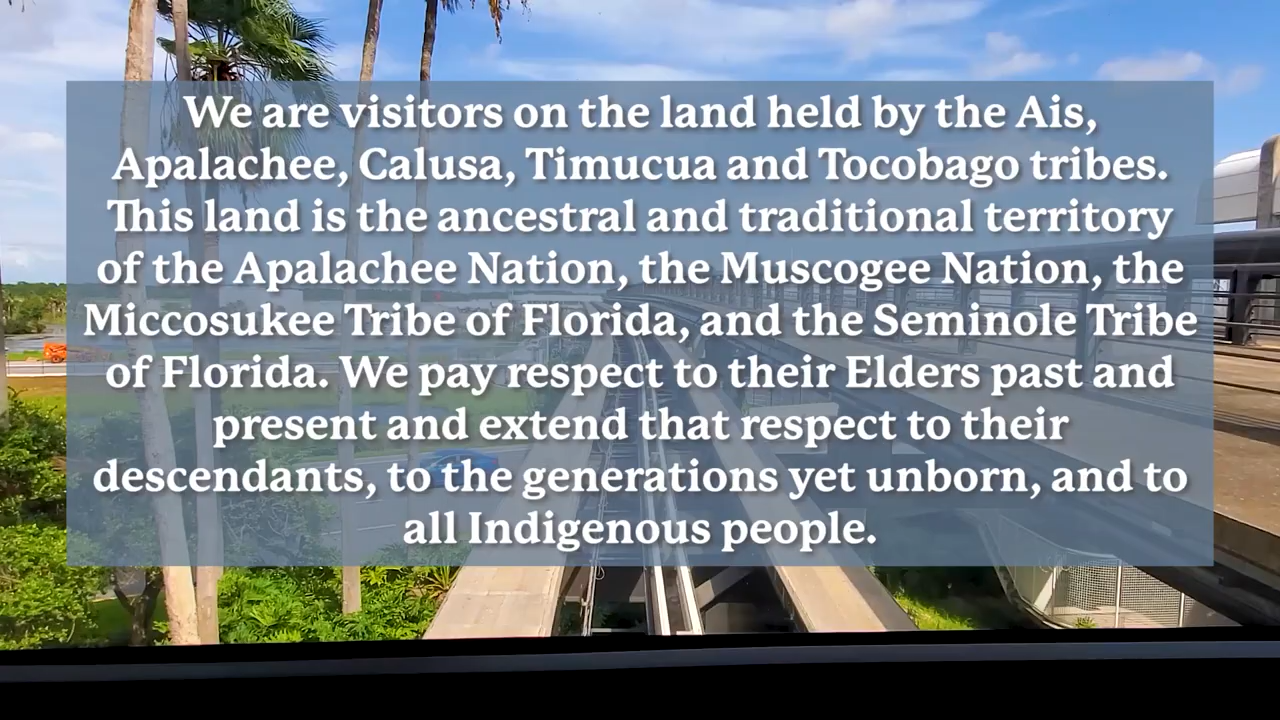 We are visitors on the land held by the Ais,
Apalachee, Calusa, Timucua and Tocobago tribes.
This land is the ancestral and traditional territory
of the Apalachee Nation, the Muscogee Nation, the
Miccosukee Tribe of Florida, and the Seminole Tribe
of Florida. We pay respect to their Elders past and
present and extend that respect to their
descendants, to the generations yet unborn, and to
all Indigenous people.